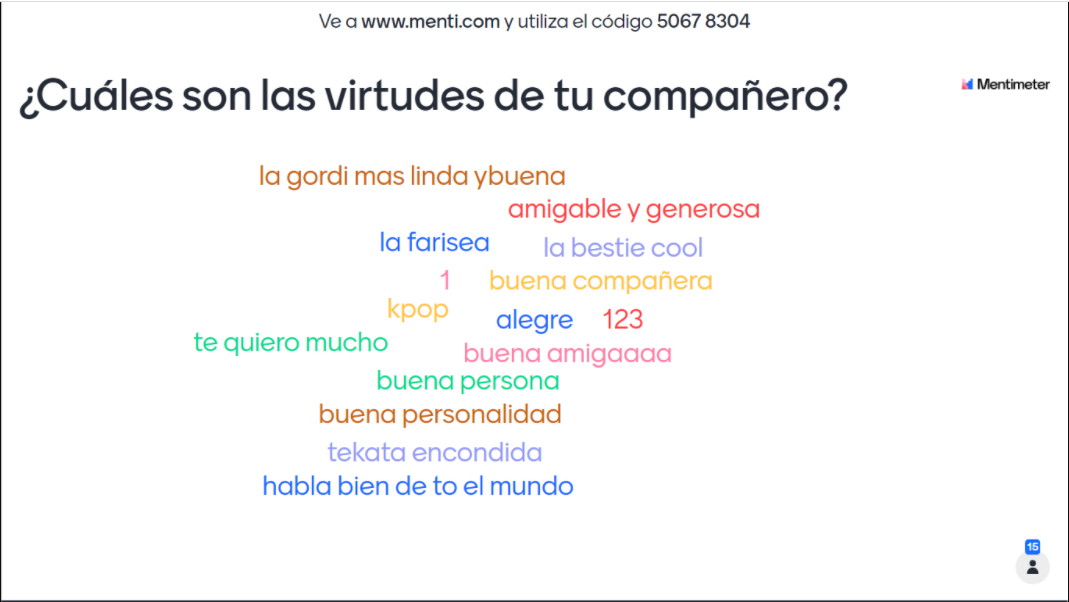 Ve a www.menti.com y utiliza el código 5067 8304
¿Cuáles son las virtudes de tu compañero?
Mentimeter
la gordi mas linda ybuena
amigable y generosa
la farisea
la bestie cool
1
buena compañera
kpop
alegre
123
te quiero mucho
buena amigaaaa
buena persona
buena personalidad
tekata encondida
habla bien de to el mundo
15